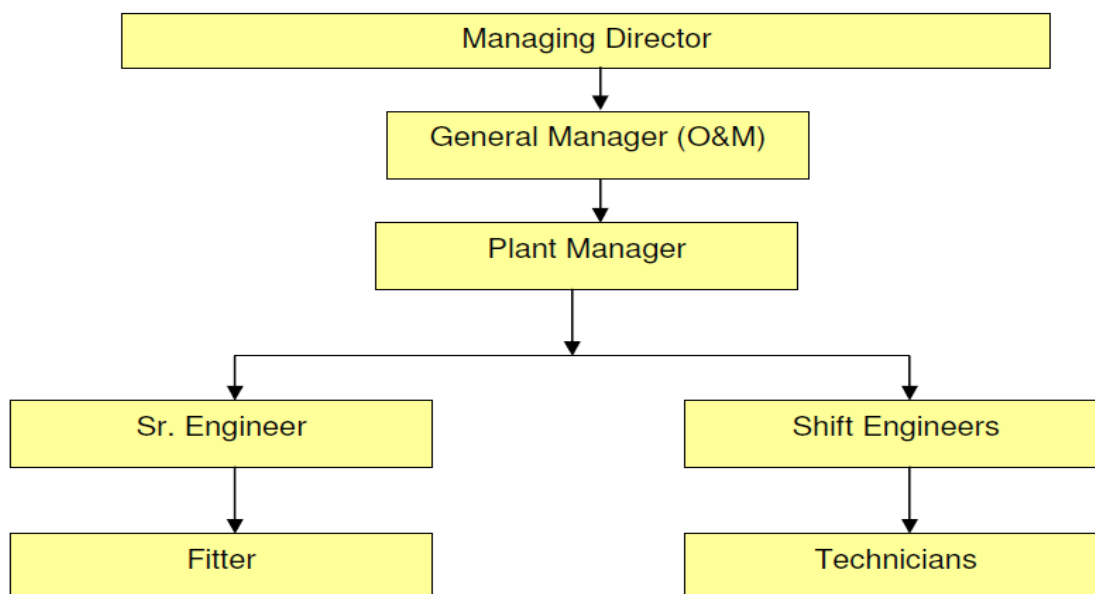 Managing Director
General Manager (O&M)
Plant Manager
Sr. Engineer
Shift Engineers
Fitter
Technicians